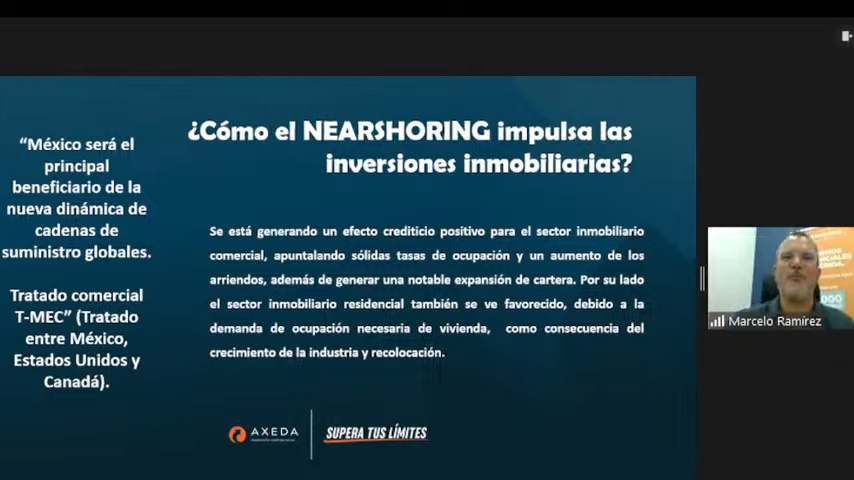 ¿Cómo el NEARSHORING impulsa las
inversiones inmobiliarias?
“México será el
principal
beneficiario de la
nueva dinámica de
cadenas de
suministro globales.
Tratado comercial
T-MEC” (Tratado
entre México,
Estados Unidos y
Canadá).
Se está generando un efecto crediticio positivo para el sector inmobiliario
comercial, apuntalando sólidas tasas de ocupación y un aumento de los
arriendos, además de generar una notable expansión de cartera. Por su lado
el sector inmobiliario residencial también se ve favorecido, debido a la
demanda de ocupación necesaria de vivienda, como consecuencia del
crecimiento de la industria y recolocación.
AXEDA
SUPERA TUS LÍMITES
Marcelo Ramírez